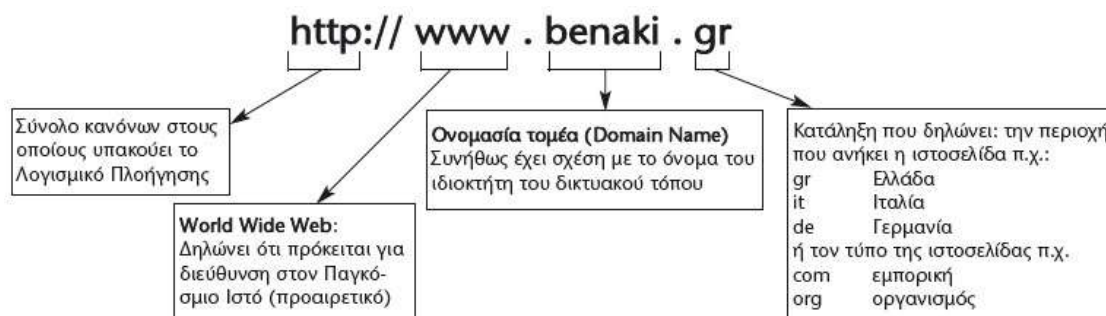 http:// www . benaki . gr
Σύνολο κανόνων στους
οποίους υπακούει το
Λογισμικό Πλοήγησης
World Wide Web:
Δηλώνει ότι πρόκειται για
διεύθυνση στον Παγκό-
σμιο Ιστό (προαιρετικό)
Ονομασία τομέα (Domain Name)
Συνήθως έχει σχέση με το όνομα του
ιδιοκτήτη του δικτυακού τόπου
Κατάληξη που δηλώνει: την περιοχή
που ανήκει η ιστοσελίδα π.χ.:
gr Ελλάδα
it Ιταλία
de Γερμανία
ή τον τύπο της ιστοσελίδας π.χ.
com εμπορική
org οργανισμός